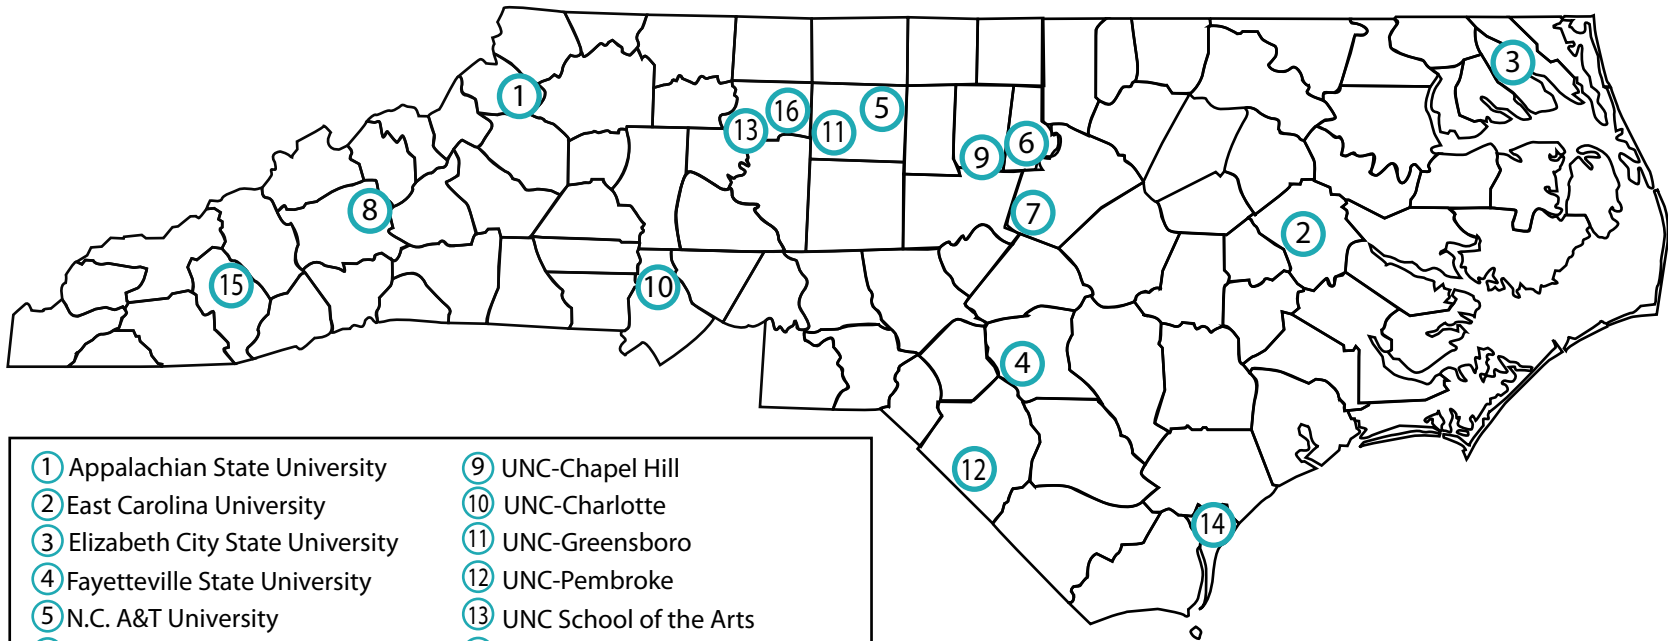 1
16
5
13
11
3
6
9
8
7
2
15
10
4
12
14
1 Appalachian State University
2 East Carolina University
3 Elizabeth City State University
4 Fayetteville State University
5 N.C. A&T University
9 UNC-Chapel Hill
10 UNC-Charlotte
11 UNC-Greensboro
12 UNC-Pembroke
13 UNC School of the Arts